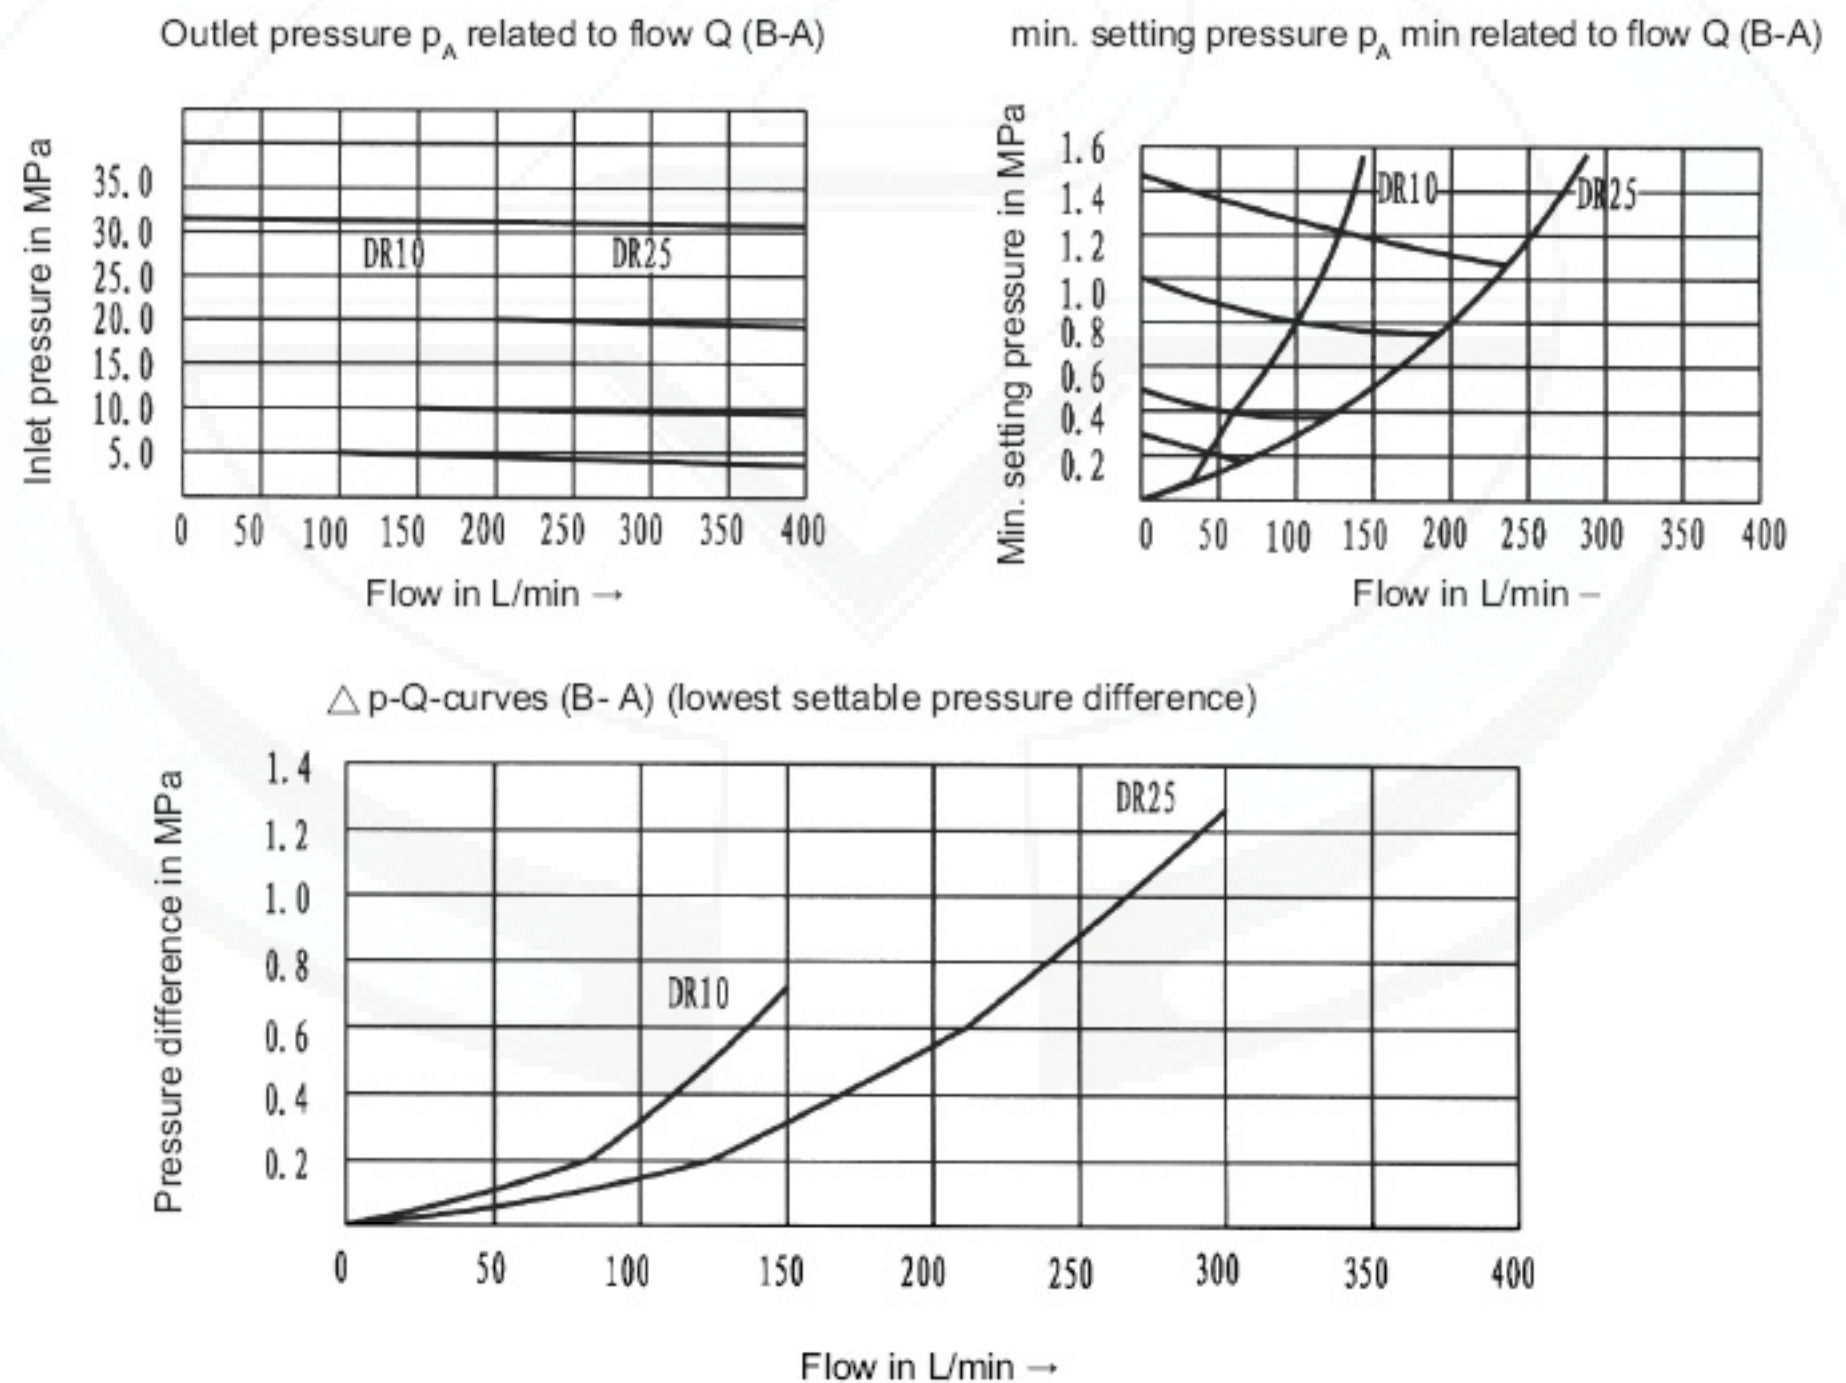 Outlet pressure pA related to flow Q (B-A)
Inlet pressure in MPa
35.0
30.0
25.0
20.0
15.0
10.0
5.0
DR10 DR25
0 50 100 150 200 250 300 350 400
Flow in L/min →
min. setting pressure pA min related to flow Q (B-A)
Min. setting pressure in MPa
1.6
1.4
1.2
1.0
0.8
0.6
0.4
0.2
DR10 DR25
0 50 100 150 200 250 300 350 400
Flow in L/min –
△ p-Q-curves (B- A) (lowest settable pressure difference)
Pressure difference in MPa
1.4
1.2
1.0
0.8
0.6
0.4
0.2
DR25
DR10
0 50 100 150 200 250 300 350 400
Flow in L/min →